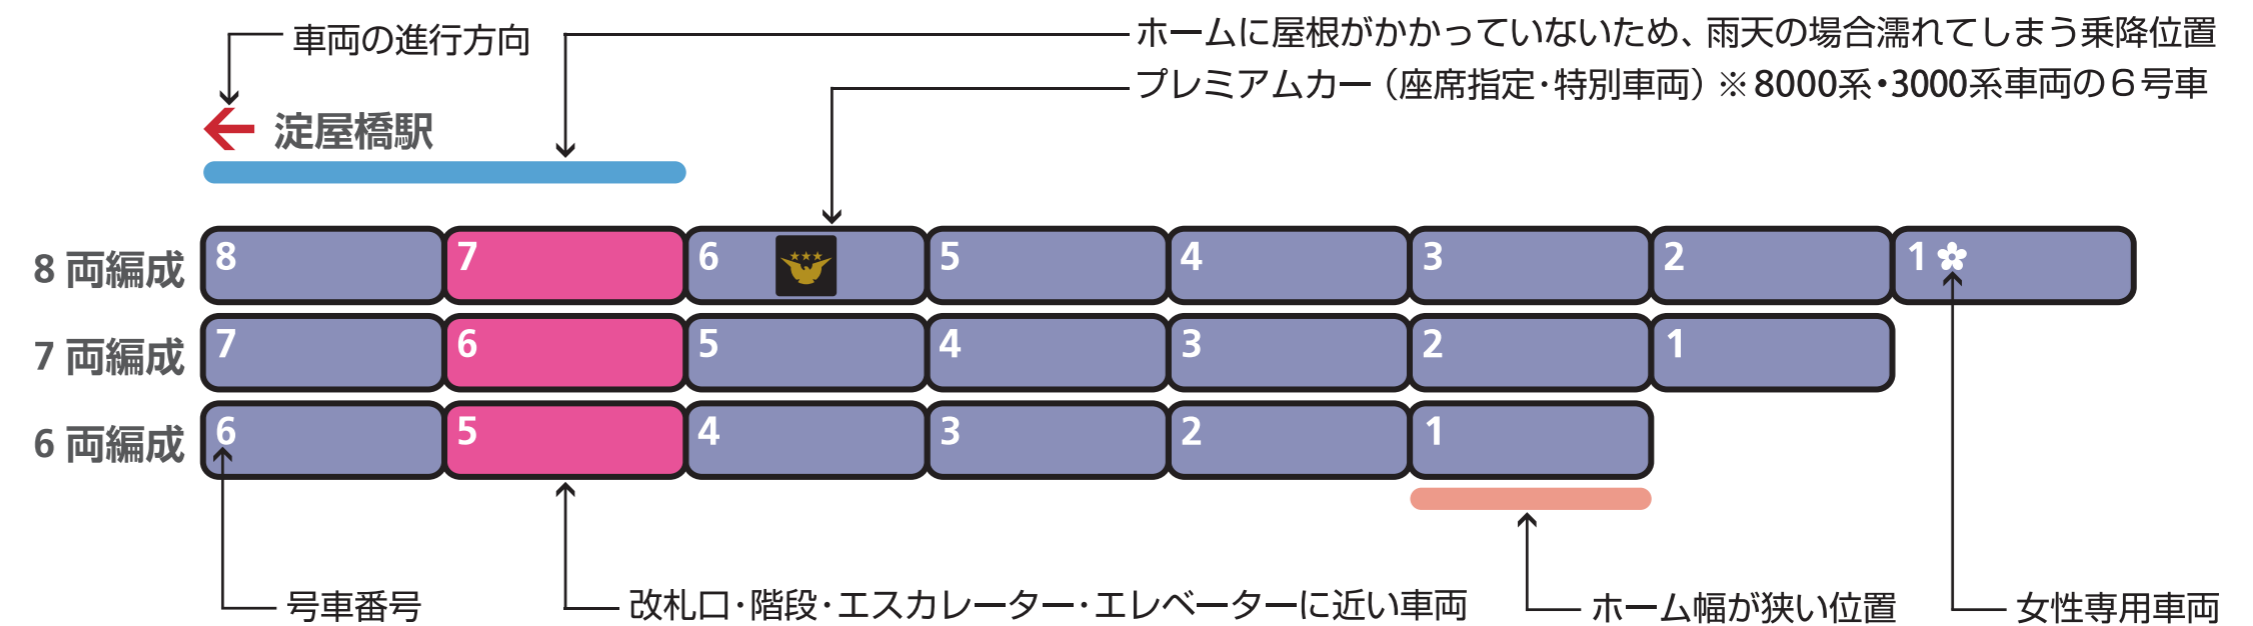 車両の進行方向
ホームに屋根がかかっていないため、雨天の場合濡れてしまう乗降位置
プレミアムカー（座席指定・特別車両）※8000系・3000系車両の６号車
淀屋橋駅
8 両編成 8 7 6 5 4 3 2 1
7 両編成 7 6 5 4 3 2 1
6 両編成 6 5 4 3 2 1
号車番号
改札口・階段・エスカレーター・エレベーターに近い車両
ホーム幅が狭い位置
女性専用車両